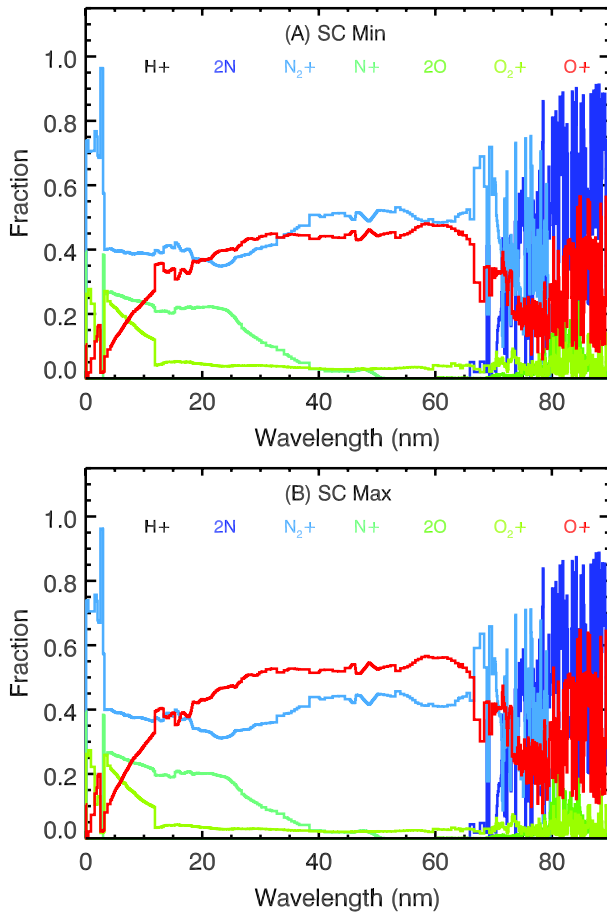 (A) SC Min
H+ 2N N₂+ N+ 2O O₂+ O+
1.0
0.8
0.6
0.4
0.2
0.0
Fraction
0 20 40 60 80
Wavelength (nm)
(B) SC Max
H+ 2N N₂+ N+ 2O O₂+ O+
1.0
0.8
0.6
0.4
0.2
0.0
Fraction
0 20 40 60 80
Wavelength (nm)